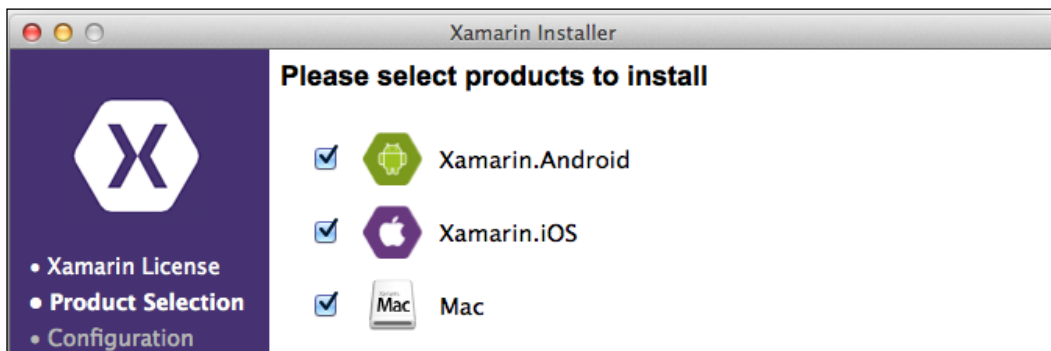 Xamarin Installer
Please select products to install
Xamarin.Android
Xamarin.iOS
Mac
Mac
• Xamarin License
• Product Selection
• Configuration